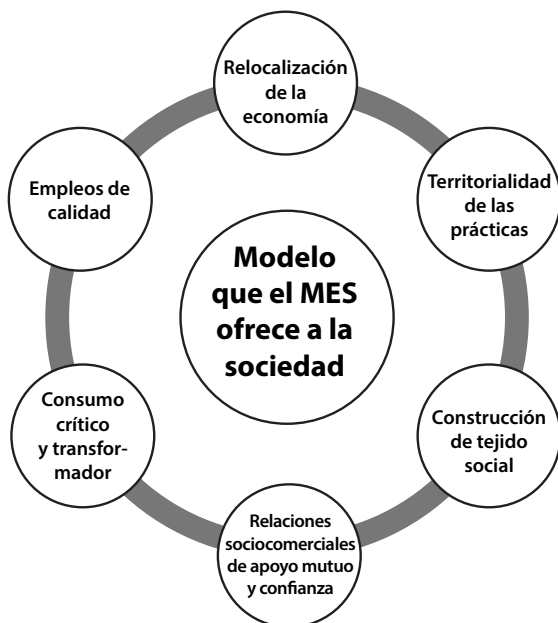 Relocalización
de la
economía
Territorialidad
de las
prácticas
Construcción
de tejido
social
Relaciones
sociocomerciales
de apoyo mutuo
y confianza
Consumo
crítico
y transfor-
mador
Empleos de
calidad
Modelo
que el MES
ofrece a la
sociedad